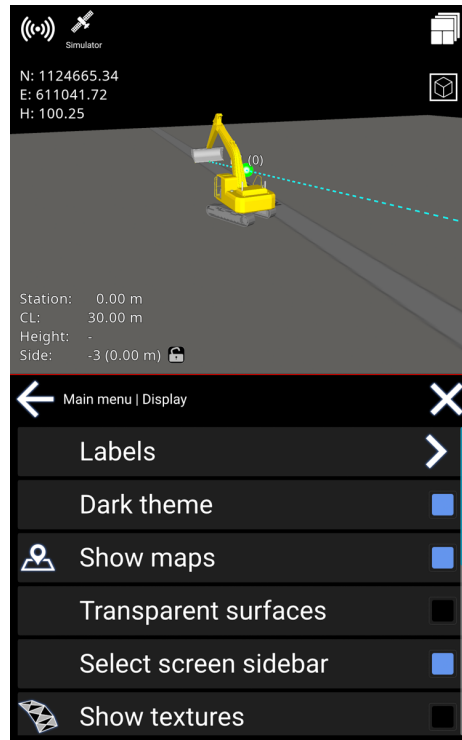 Simulator
N: 1124665.34
E: 611041.72
H: 100.25
(0)
Station: 0.00 m
CL: 30.00 m
Height: -
Side: -3 (0.00 m)
Main menu | Display
Labels
Dark theme
Show maps
Transparent surfaces
Select screen sidebar
Show textures